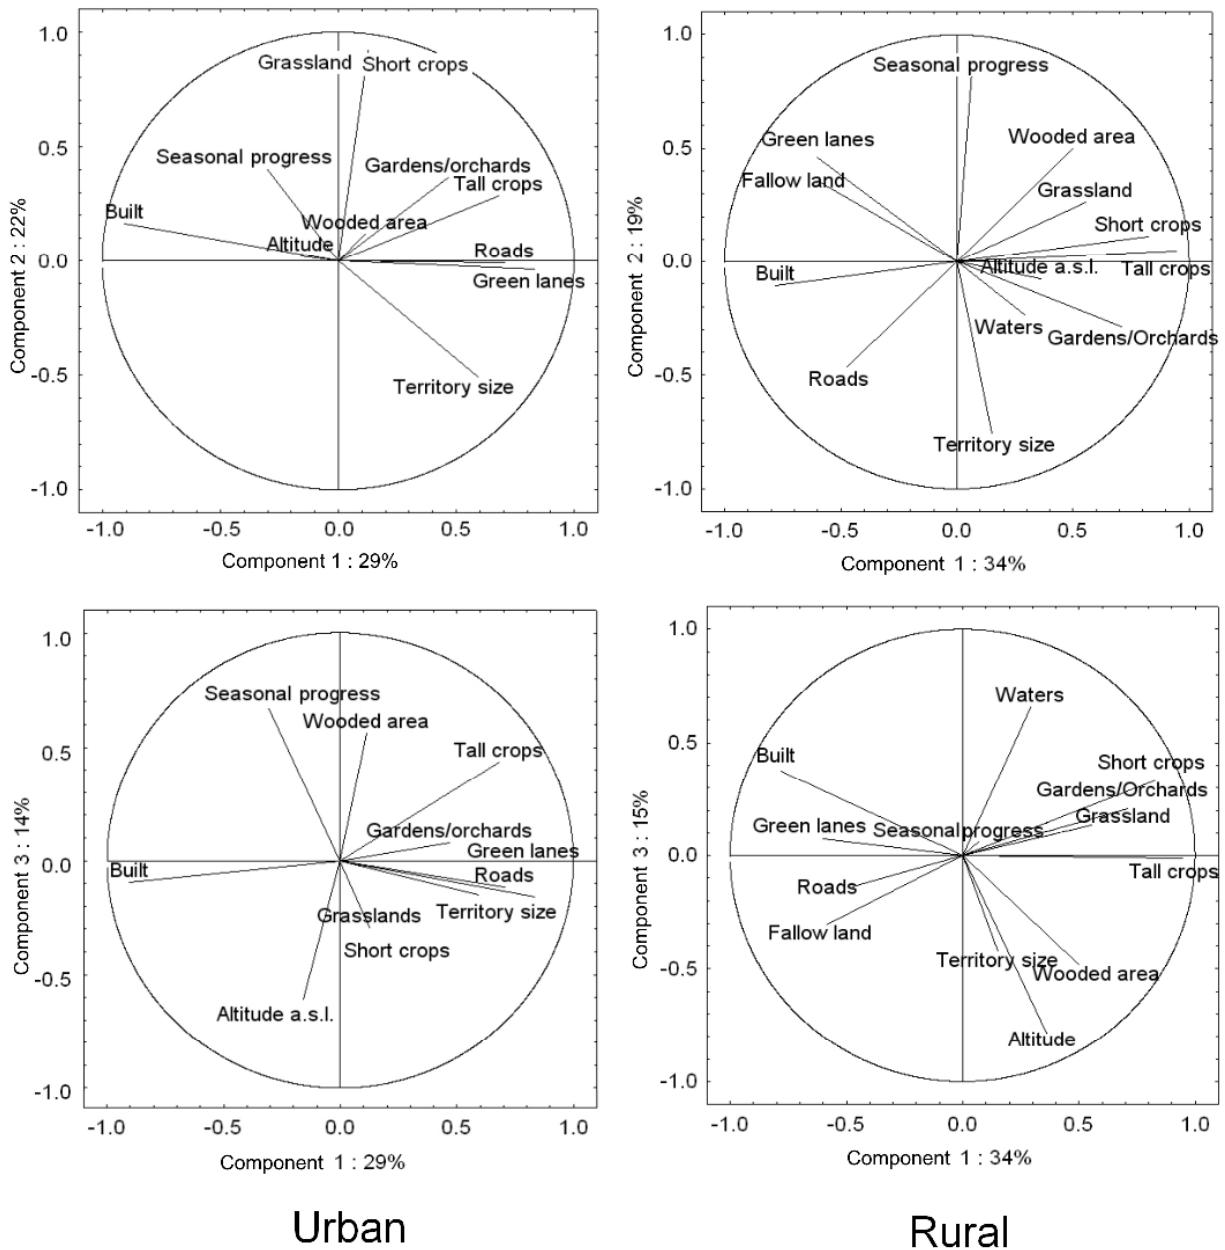 1.0
0.5
0.0
-0.5
-1.0
Component 2 : 22%
Grassland
Short crops
Seasonal progress
Gardens/orchards
Tall crops
Built
Wooded area
Altitude
Roads
Green lanes
Territory size
-1.0
-0.5
0.0
0.5
1.0
Component 1 : 29%
1.0
0.5
0.0
-0.5
-1.0
Component 2 : 19%
Seasonal progress
Green lanes
Wooded area
Fallow land
Grassland
Short crops
Built
Altitude a.s.l.
Tall crops
Waters
Gardens/Orchards
Roads
Territory size
-1.0
-0.5
0.0
0.5
1.0
Component 1 : 34%
1.0
0.5
0.0
-0.5
-1.0
Component 3 : 14%
Seasonal progress
Wooded area
Tall crops
Gardens/orchards
Green lanes
Built
Roads
Grasslands
Territory size
Short crops
Altitude a.s.l.
-1.0
-0.5
0.0
0.5
1.0
Component 1 : 29%
1.0
0.5
0.0
-0.5
-1.0
Component 3 : 15%
Waters
Built
Short crops
Gardens/Orchards
Grassland
Green lanes
Seasonal progress
Tall crops
Roads
Fallow land
Territory size
Wooded area
Altitude
-1.0
-0.5
0.0
0.5
1.0
Component 1 : 34%
Urban
Rural